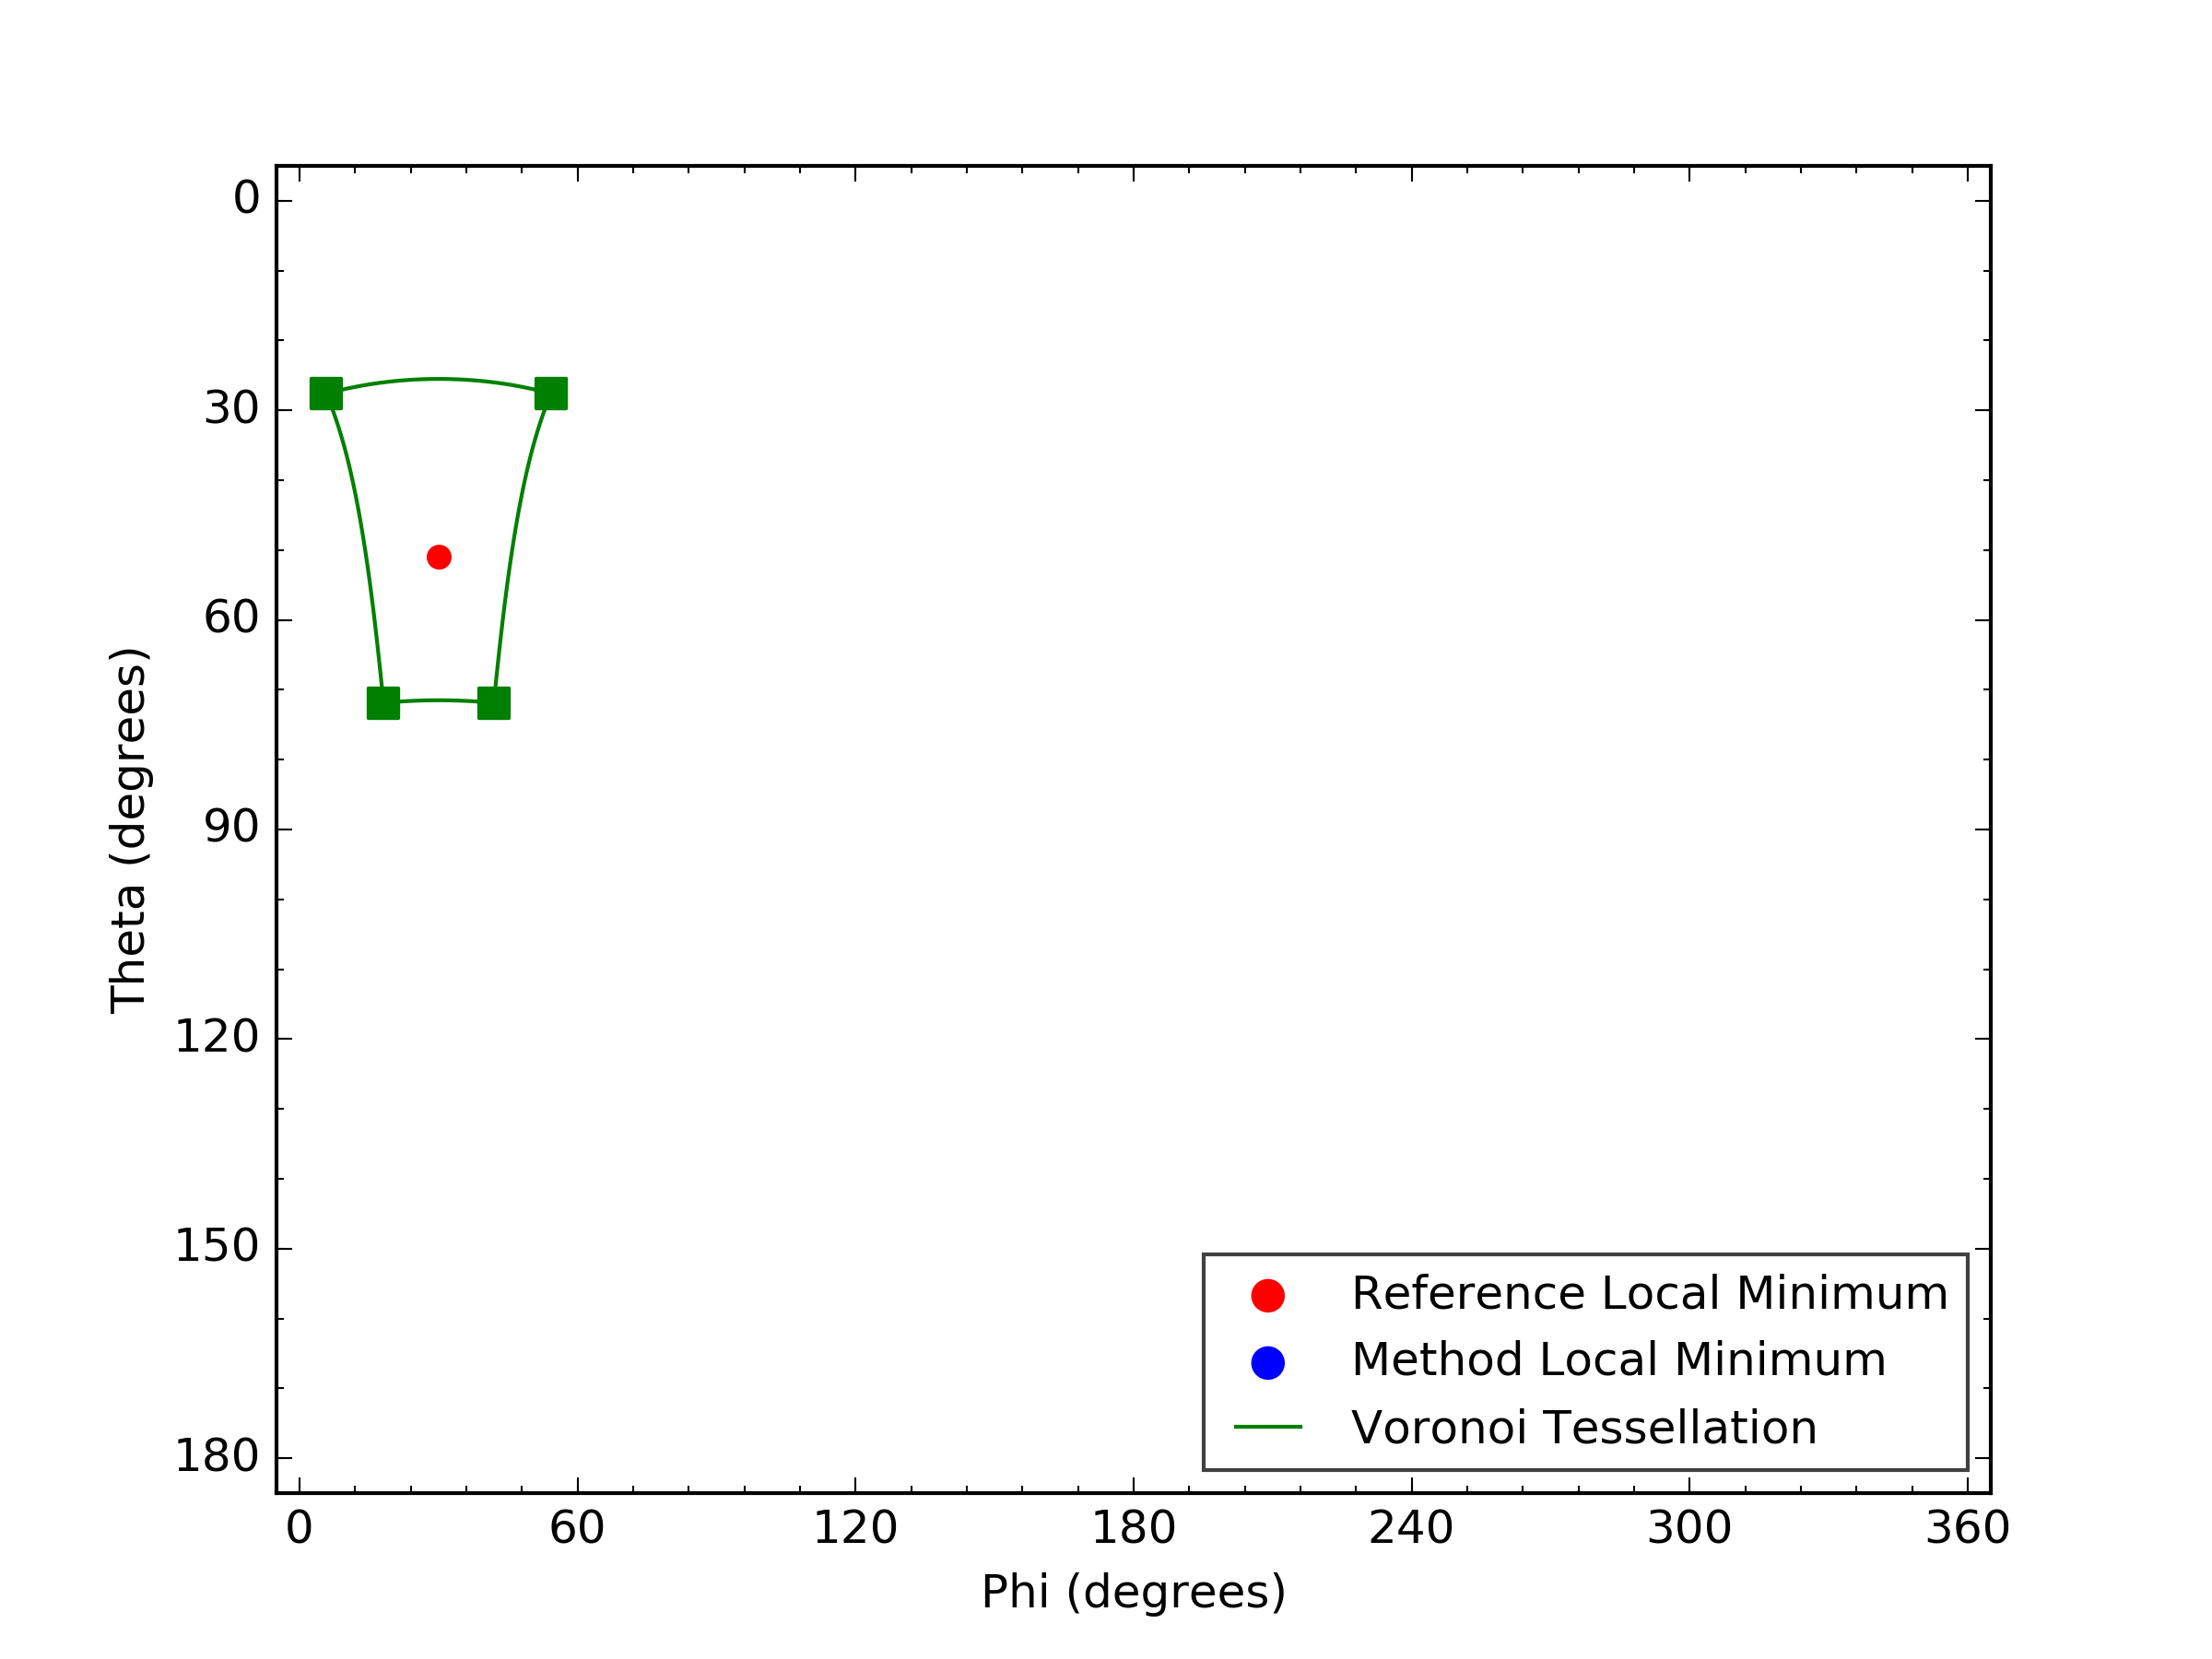 0
30
60
90
120
150
180
Theta (degrees)
Reference Local Minimum
Method Local Minimum
Voronoi Tessellation
0 60 120 180 240 300 360
Phi (degrees)